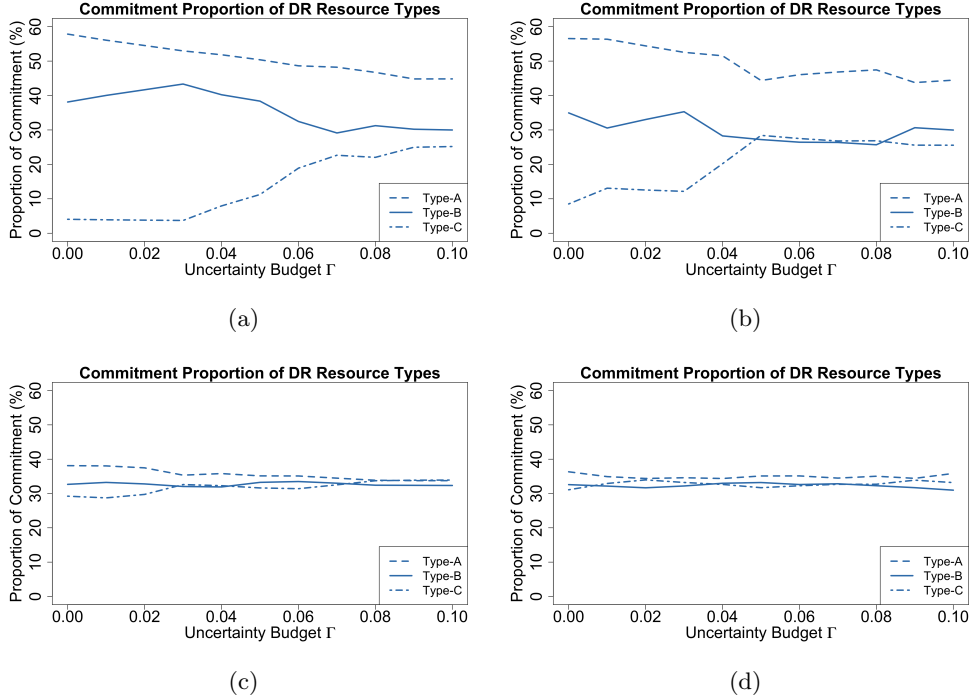 Commitment Proportion of DR Resource Types
Proportion of Commitment (%)
60
50
40
30
20
10
0
Type-A
Type-B
Type-C
0.00 0.02 0.04 0.06 0.08 0.10
Uncertainty Budget Γ
(a)
Commitment Proportion of DR Resource Types
Proportion of Commitment (%)
60
50
40
30
20
10
0
Type-A
Type-B
Type-C
0.00 0.02 0.04 0.06 0.08 0.10
Uncertainty Budget Γ
(b)
Commitment Proportion of DR Resource Types
Proportion of Commitment (%)
60
50
40
30
20
10
0
Type-A
Type-B
Type-C
0.00 0.02 0.04 0.06 0.08 0.10
Uncertainty Budget Γ
(c)
Commitment Proportion of DR Resource Types
Proportion of Commitment (%)
60
50
40
30
20
10
0
Type-A
Type-B
Type-C
0.00 0.02 0.04 0.06 0.08 0.10
Uncertainty Budget Γ
(d)